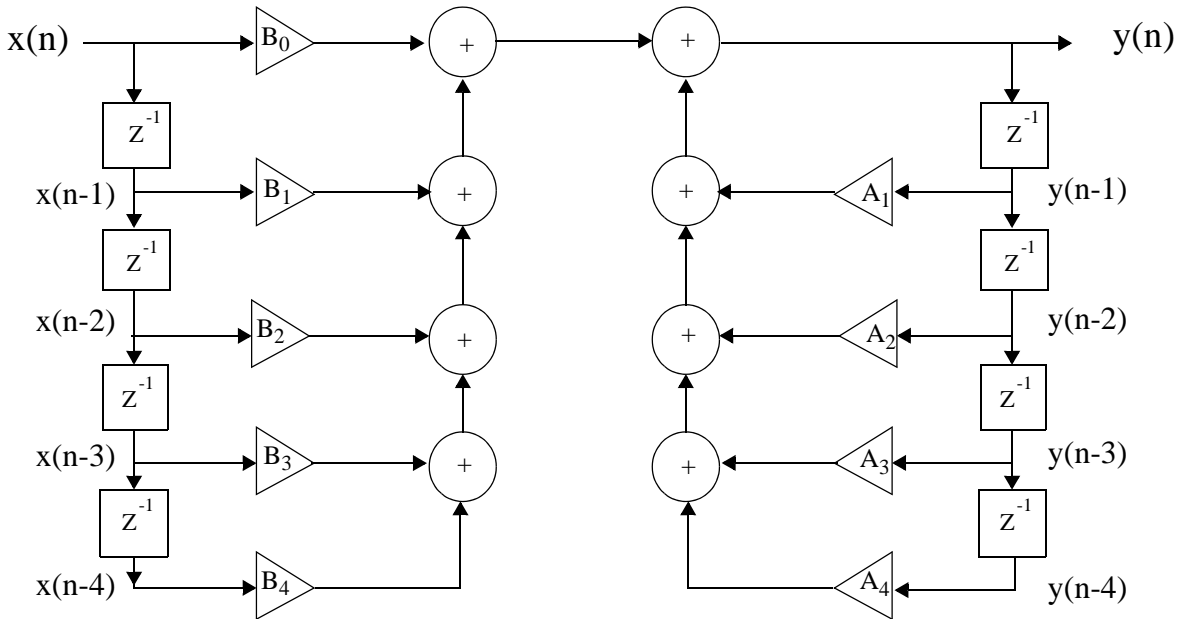 x(n) B₀ + + y(n)
z⁻¹ z⁻¹
x(n-1) B₁ + + A₁ y(n-1)
z⁻¹ z⁻¹
x(n-2) B₂ + + A₂ y(n-2)
z⁻¹ z⁻¹
x(n-3) B₃ + + A₃ y(n-3)
z⁻¹ z⁻¹
x(n-4) B₄ A₄ y(n-4)